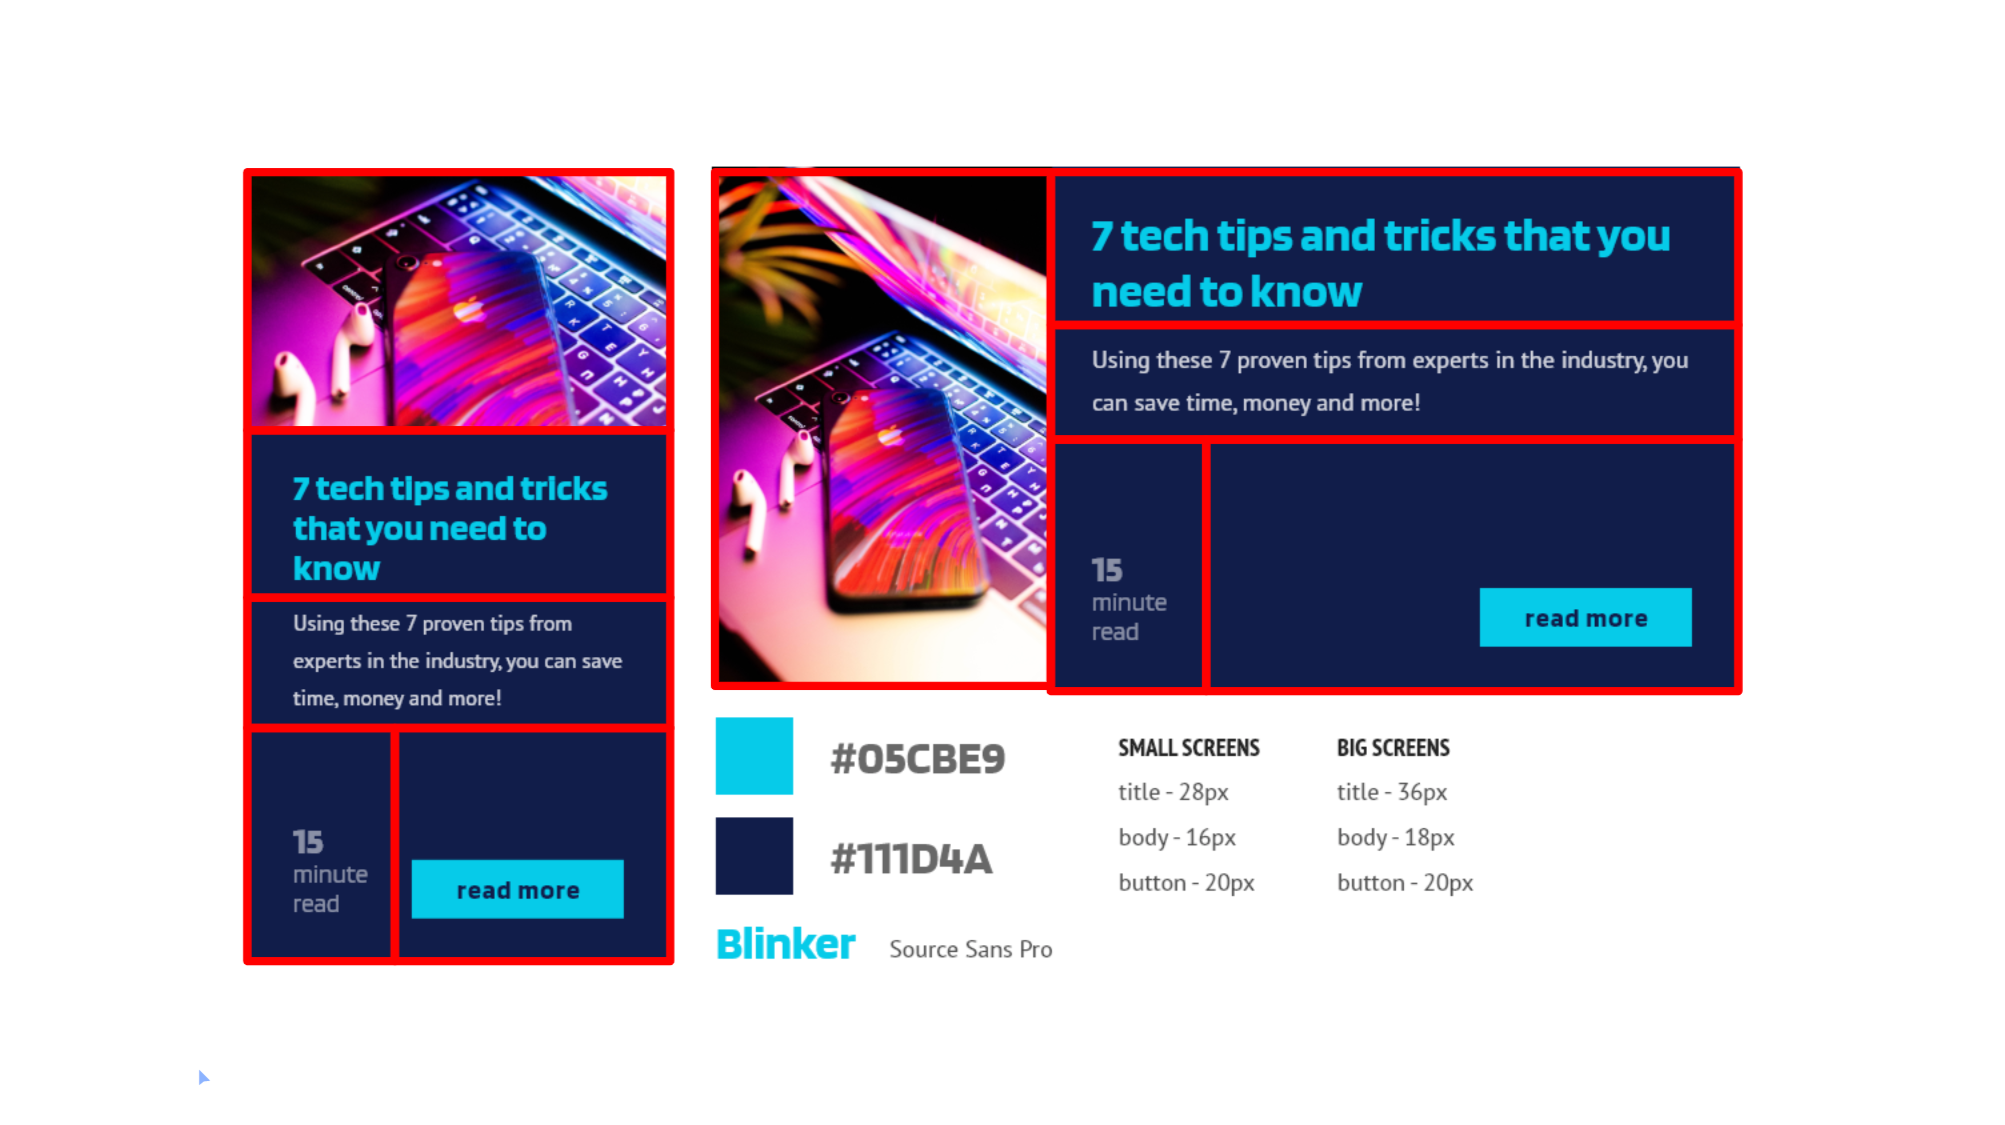 7 tech tips and tricks
that you need to
know
Using these 7 proven tips from
experts in the industry, you can save
time, money and more!
15
minute
read
read more
7 tech tips and tricks that you
need to know
Using these 7 proven tips from experts in the industry, you
can save time, money and more!
15
minute
read
read more
#05CBE9
#111D4A
Blinker
Source Sans Pro
SMALL SCREENS
title - 28px
body - 16px
button - 20px
BIG SCREENS
title - 36px
body - 18px
button - 20px